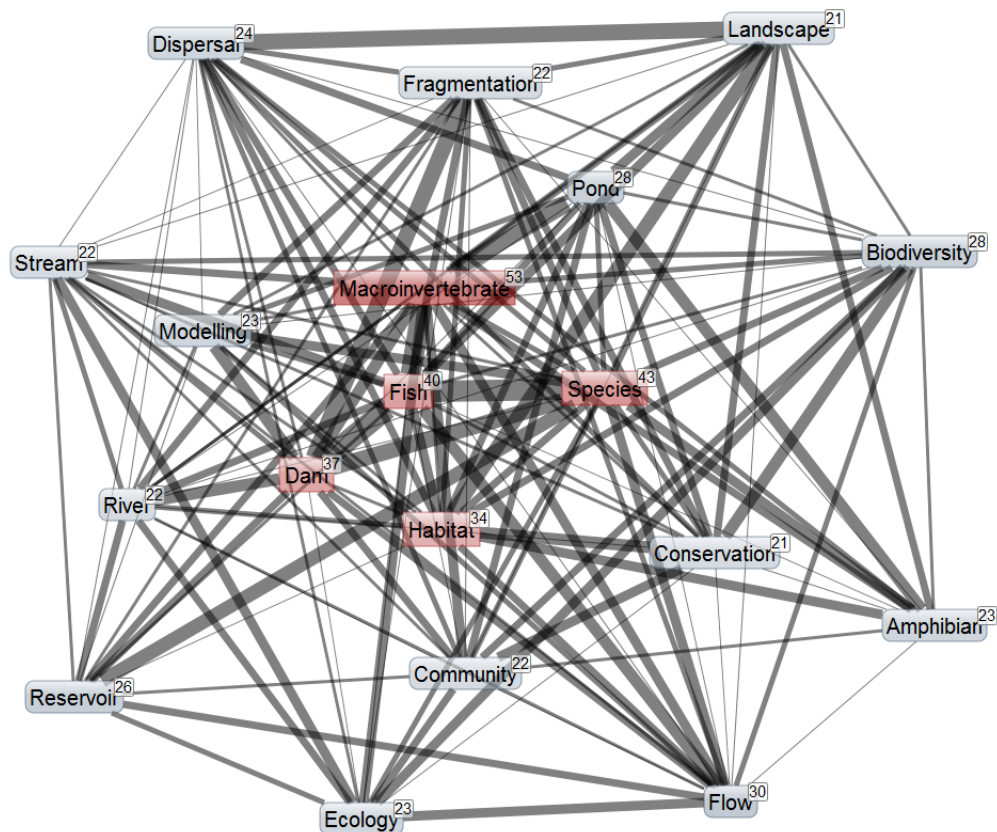 Dispersal 24
Landscape 21
Fragmentation 22
Pond 28
Stream 22
Biodiversity 28
Macroinvertebrate 53
Modelling 23
Fish 40
Species 43
Dam 37
River 22
Habitat 34
Conservation 21
Amphibian 23
Community 22
Reservoir 26
Ecology 23
Flow 30